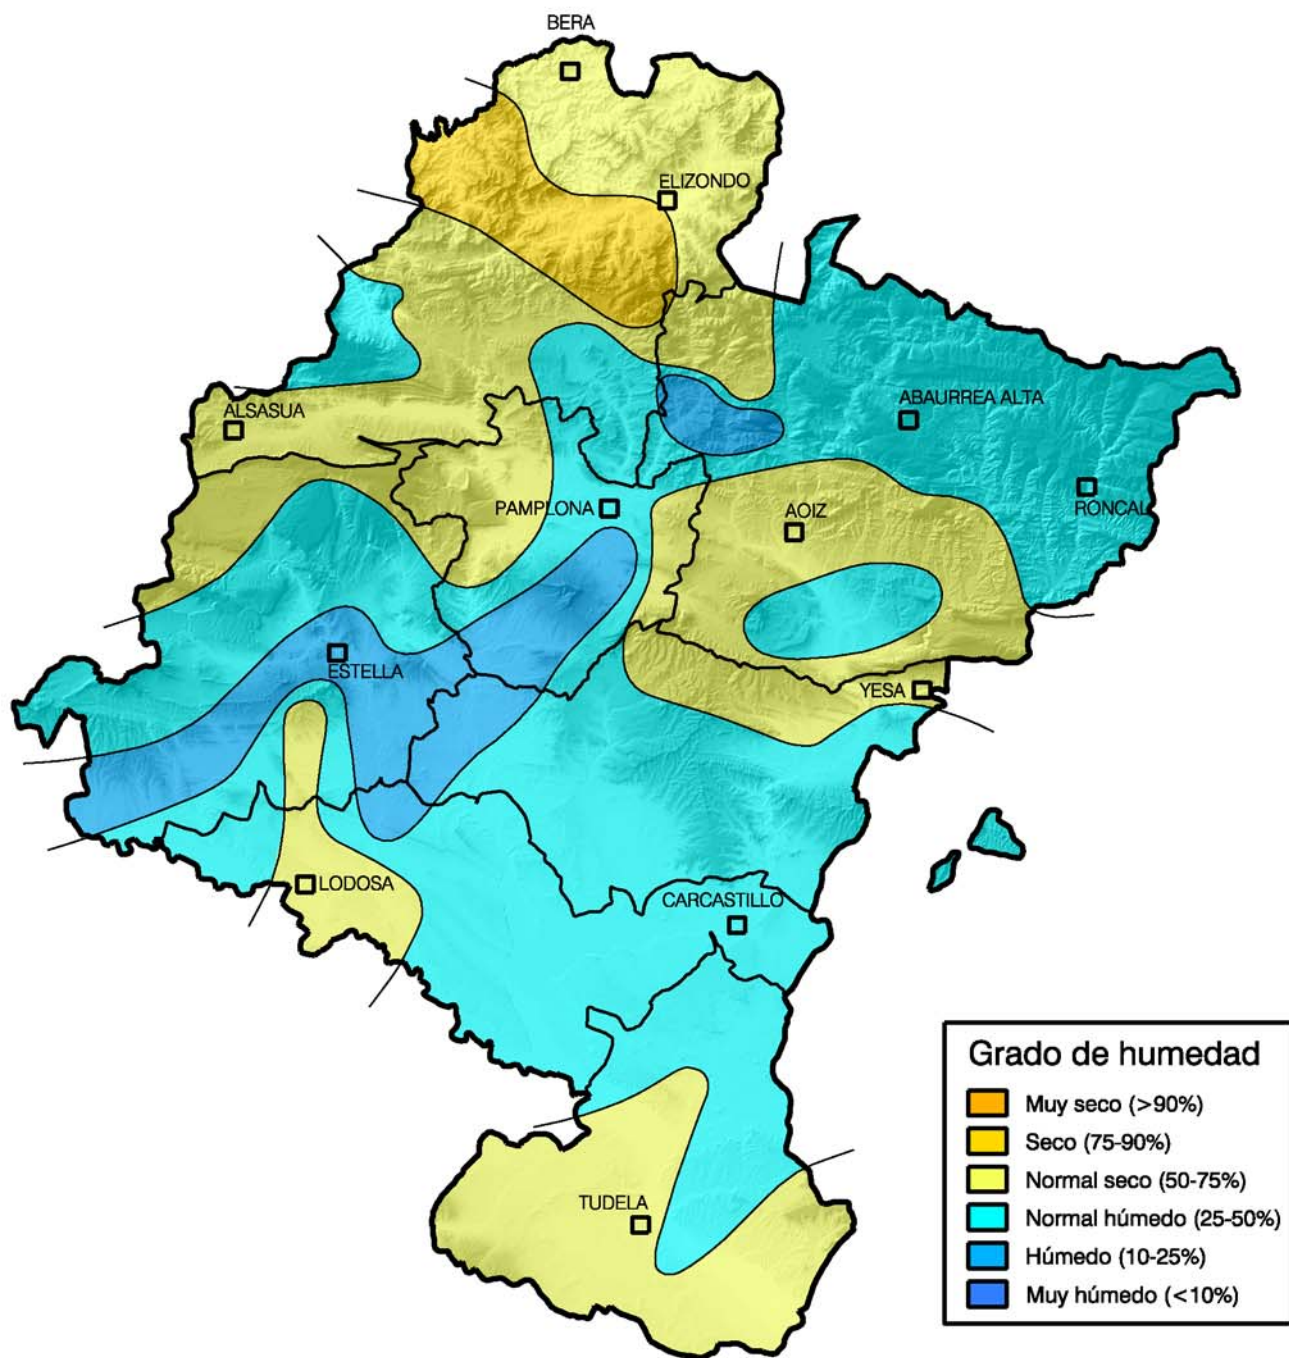 BERA
ELIZONDO
ALSASUA
ABAURREA ALTA
PAMPLONA
AOIZ
RONCAL
ESTELLA
YESA
LODOSA
CARCASTILLO
TUDELA
Grado de humedad
Muy seco (>90%)
Seco (75-90%)
Normal seco (50-75%)
Normal húmedo (25-50%)
Húmedo (10-25%)
Muy húmedo (<10%)